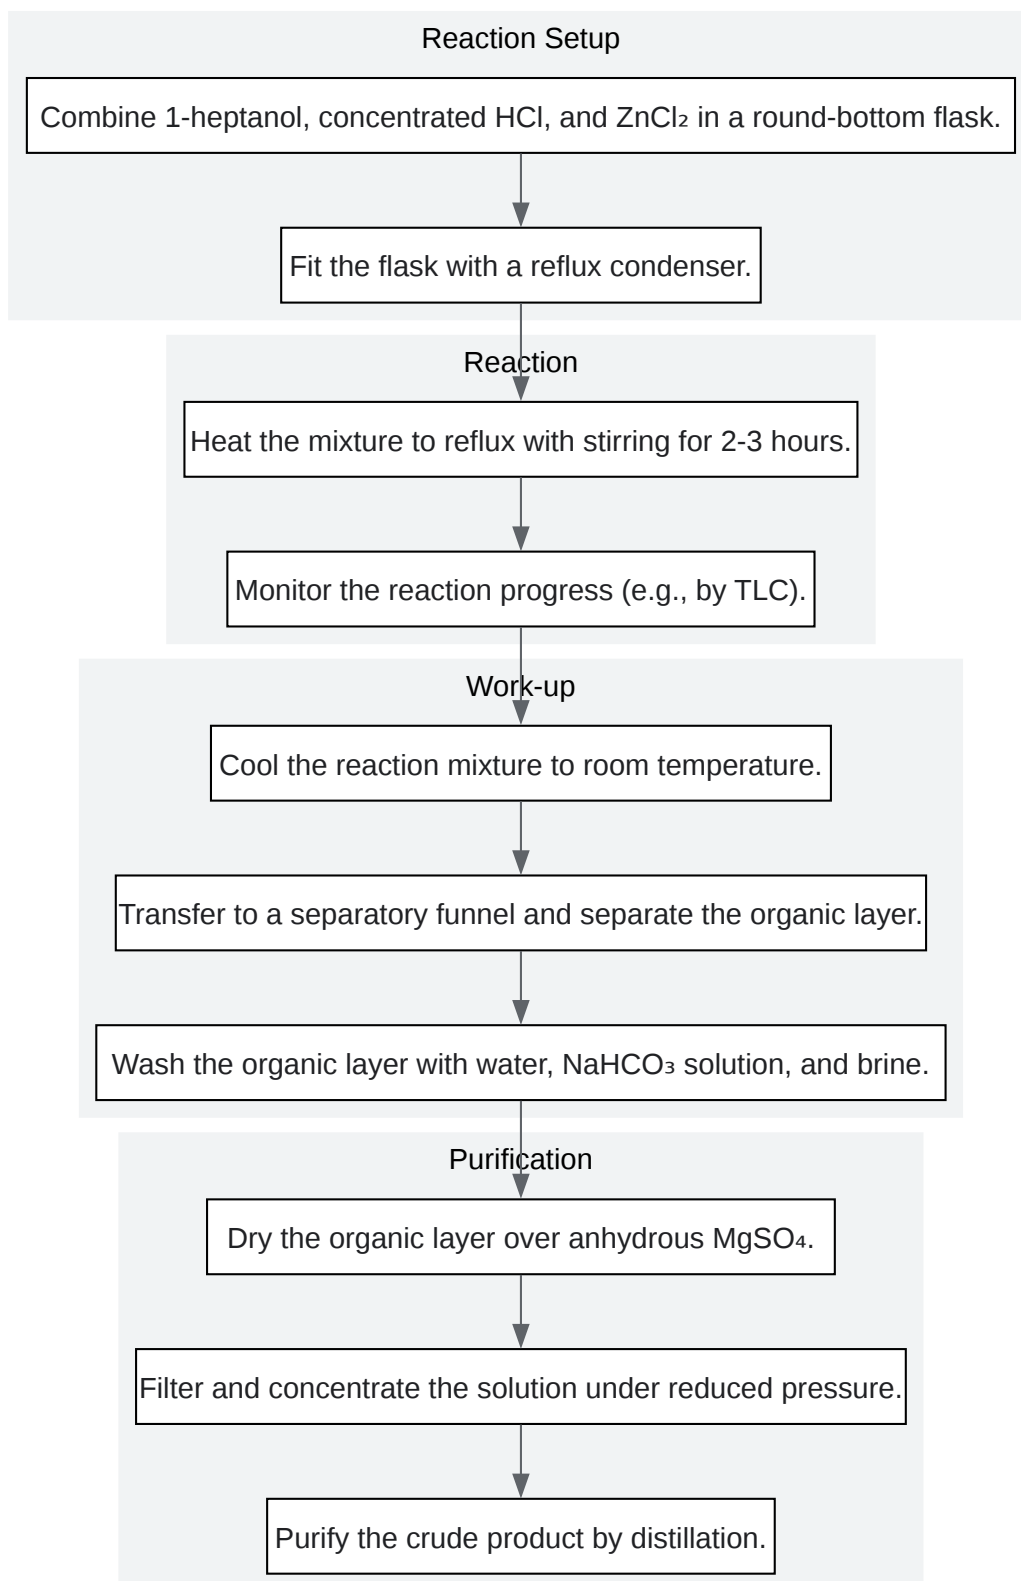 Reaction Setup
Combine 1-heptanol, concentrated HCl, and ZnCl₂ in a round-bottom flask.
Fit the flask with a reflux condenser.
Reaction
Heat the mixture to reflux with stirring for 2-3 hours.
Monitor the reaction progress (e.g., by TLC).
Work-up
Cool the reaction mixture to room temperature.
Transfer to a separatory funnel and separate the organic layer.
Wash the organic layer with water, NaHCO₃ solution, and brine.
Purification
Dry the organic layer over anhydrous MgSO₄.
Filter and concentrate the solution under reduced pressure.
Purify the crude product by distillation.